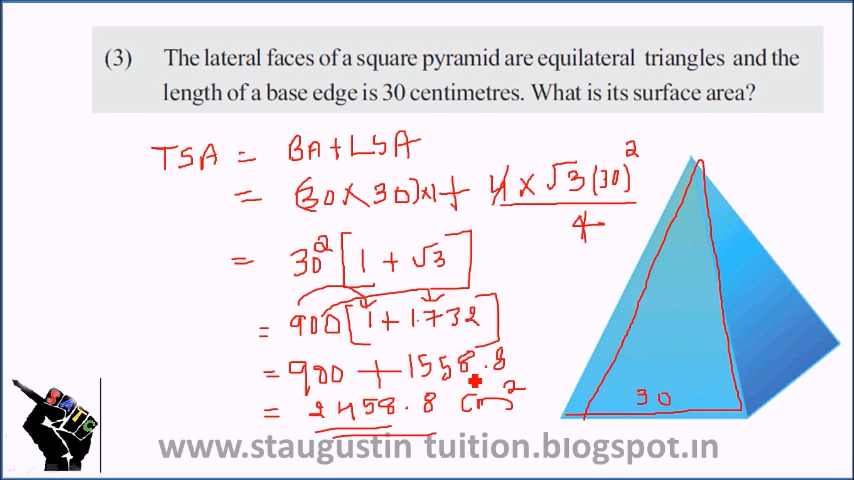 (3) The lateral faces of a square pyramid are equilateral triangles and the
length of a base edge is 30 centimetres. What is its surface area?
TSA = BA + LSA
= (30 × 30) × 1 + 4 × √3 (30)² / 4
= 30² [1 + √3]
= 900 [1 + 1.732]
= 900 + 1558.8
= 2458.8 cm²
30
SATC
www.staugustin tuition.blogspot.in